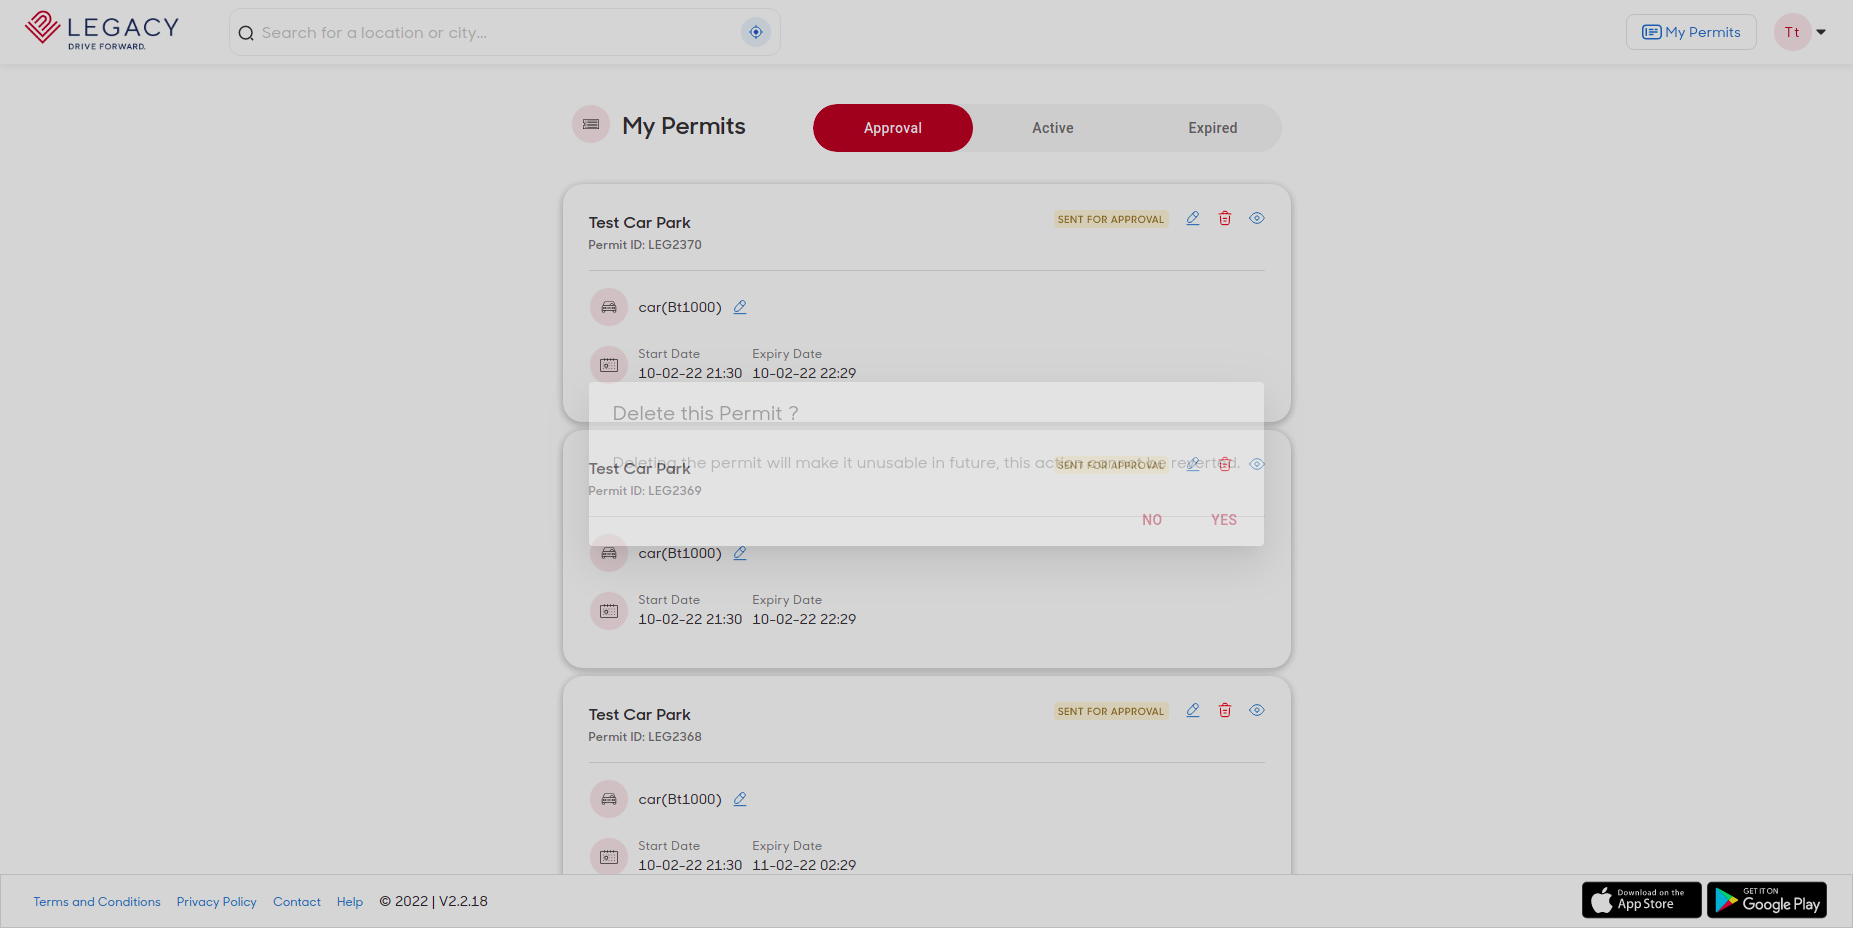 LEGACY
DRIVE FORWARD.
Search for a location or city...
My Permits
Tt
My Permits
Approval
Active
Expired
Test Car Park
SENT FOR APPROVAL
Permit ID: LEG2370
car(Bt1000)
Start Date
Expiry Date
10-02-22 21:30
10-02-22 22:29
Delete this Permit ?
Deleting the permit will make it unusable in future, this action cannot be reverted.
NO
YES
Test Car Park
SENT FOR APPROVAL
Permit ID: LEG2369
car(Bt1000)
Start Date
Expiry Date
10-02-22 21:30
10-02-22 22:29
Test Car Park
SENT FOR APPROVAL
Permit ID: LEG2368
car(Bt1000)
Start Date
Expiry Date
10-02-22 21:30
11-02-22 02:29
Terms and Conditions
Privacy Policy
Contact
Help
© 2022 | V2.2.18
Download on the
App Store
GET IT ON
Google Play